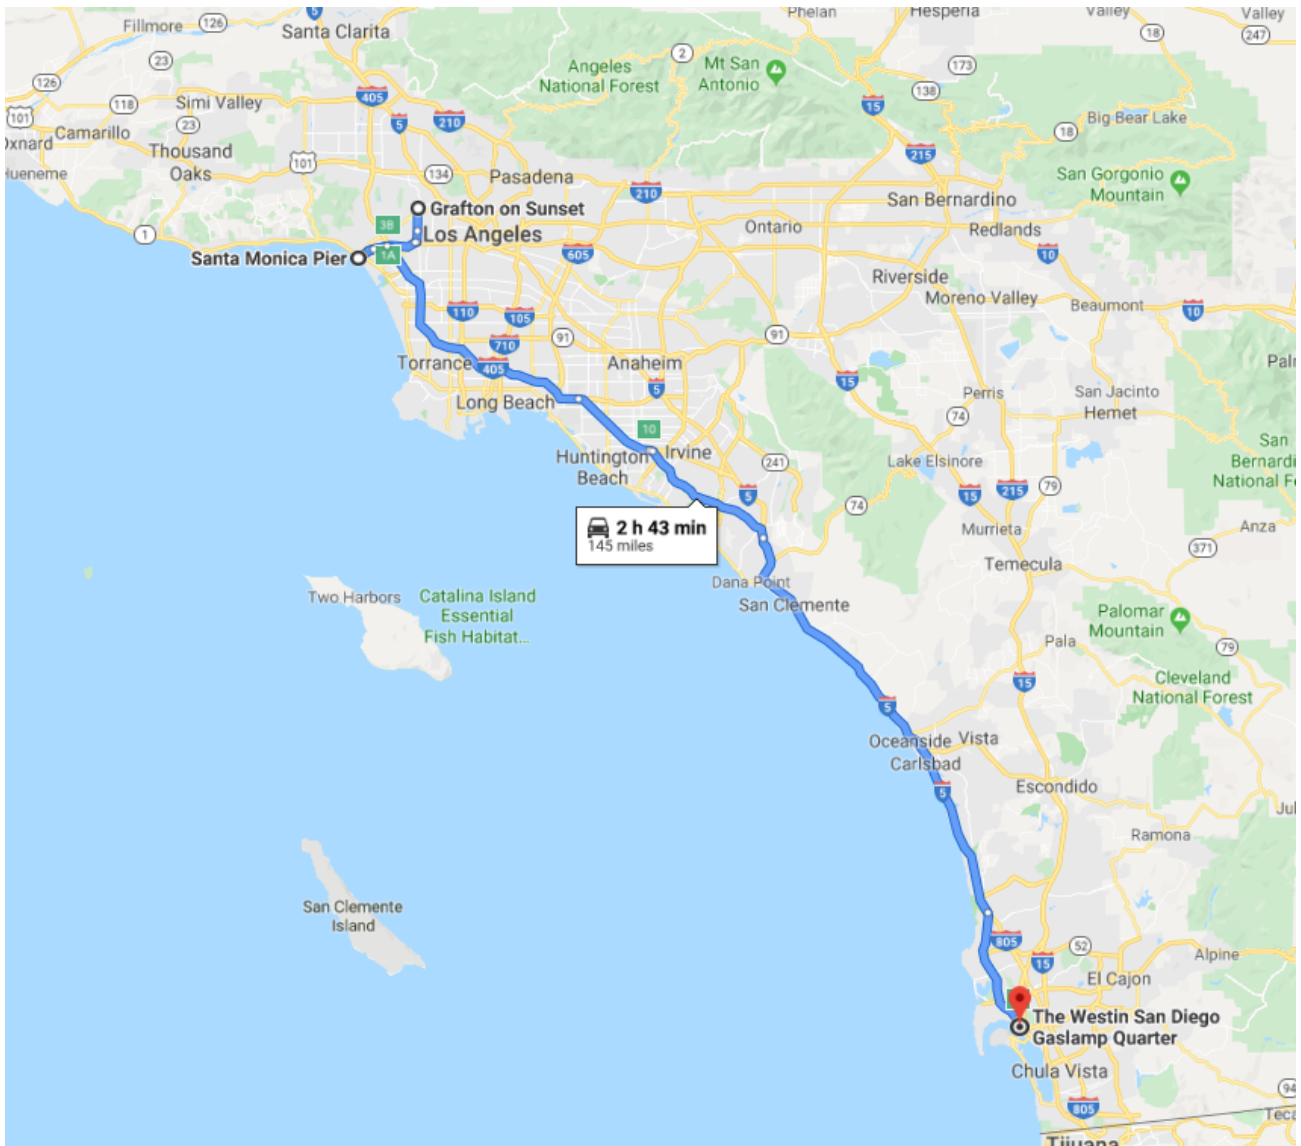 Fillmore
126
5
Santa Clarita
Phelan
Hesperia
Valley
Valley
18
247
23
2
Angeles
National Forest
Mt San
Antonio
173
126
138
118
Simi Valley
405
15
101
Camarillo
23
5
210
18
Big Bear Lake
Oxnard
Thousand
Oaks
101
215
Hueneme
134
Pasadena
210
San Gorgonio
Mountain
San Bernardino
Grafton on Sunset
1
3B
Los Angeles
Ontario
Redlands
Santa Monica Pier
1A
605
10
Riverside
Moreno Valley
Beaumont
110
105
10
91
91
710
Torrance
405
Anaheim
5
15
Perris
San Jacinto
Hemet
Long Beach
74
10
Huntington
Beach
Irvine
241
Lake Elsinore
San
National
5
15
215
79
74
2 h 43 min
145 miles
Murrieta
Anza
371
Temecula
Dana Point
San Clemente
Two Harbors
Catalina Island
Essential
Fish Habitat...
Palomar
Mountain
Pala
79
15
Cleveland
National Forest
5
Oceanside
Vista
Carlsbad
5
Escondido
Ramona
San Clemente
Island
805
52
15
Alpine
El Cajon
The Westin San Diego
Gaslamp Quarter
Chula Vista
94
805
Tijuana